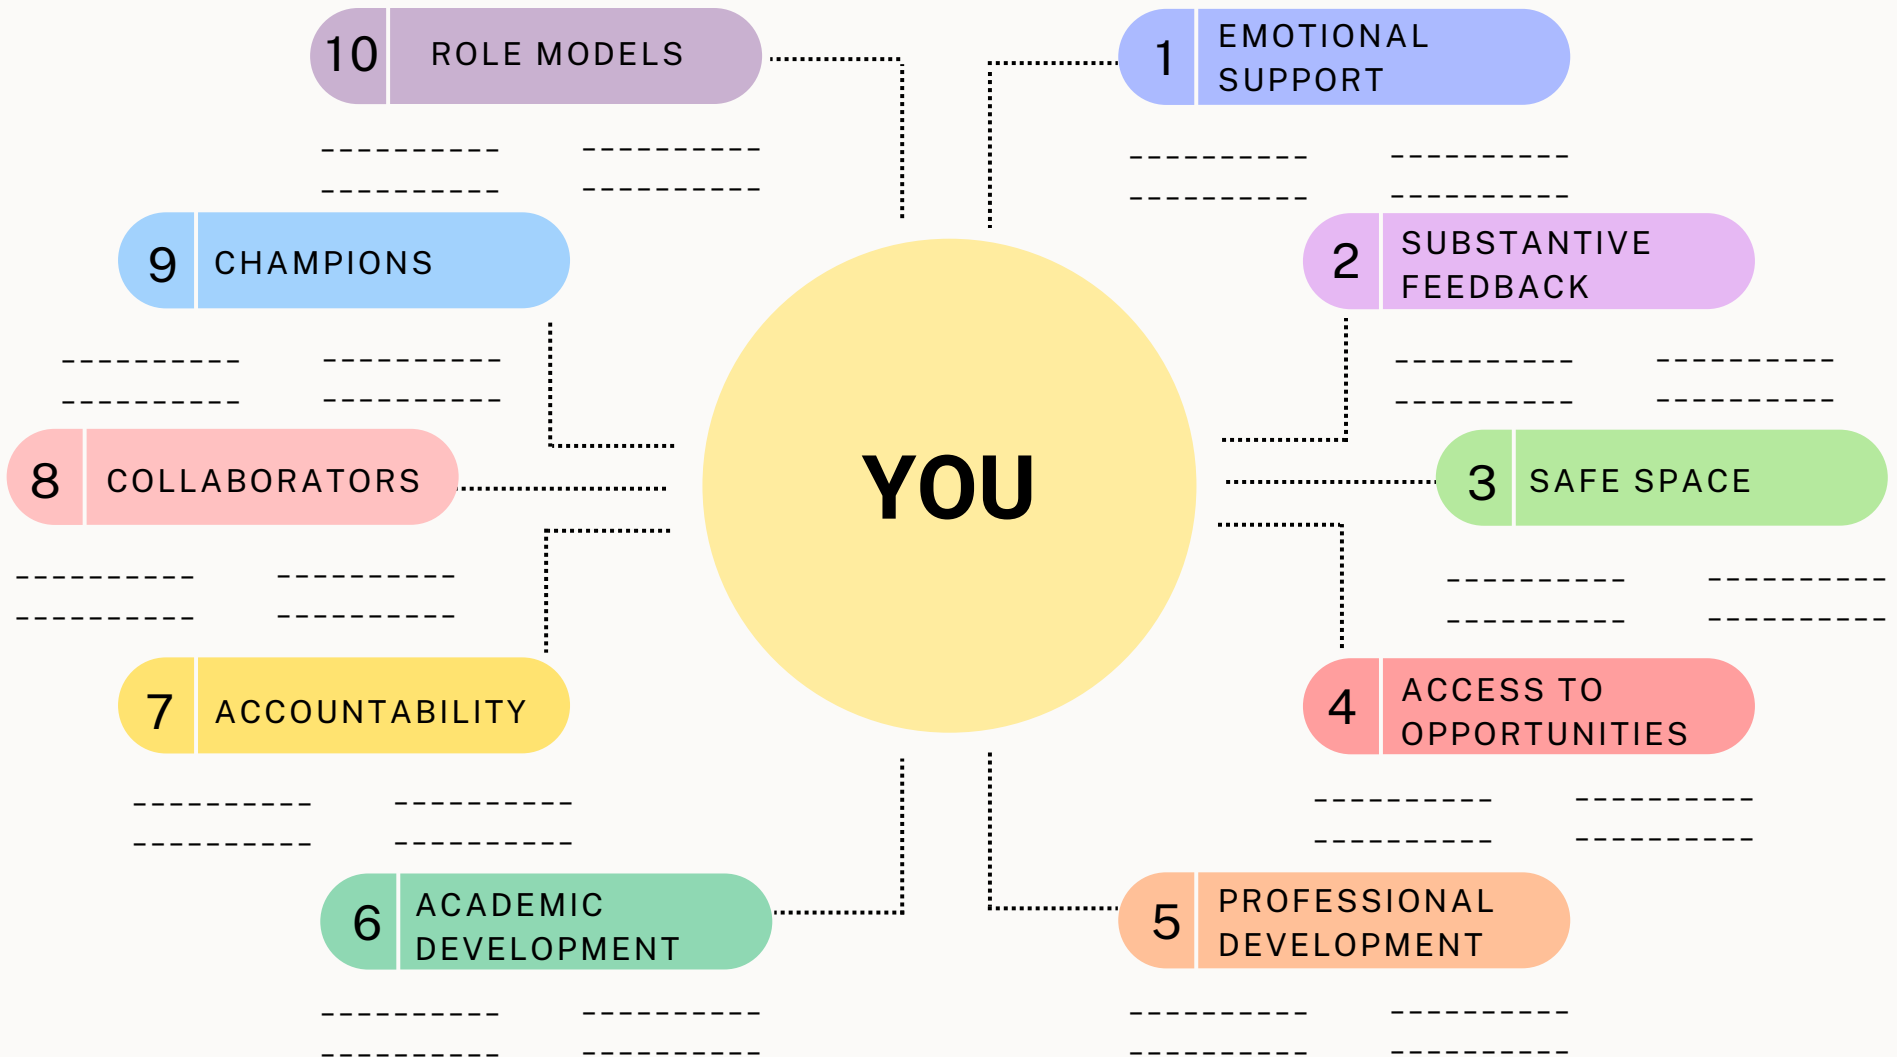 10
ROLE MODELS
1
EMOTIONAL
SUPPORT
9
CHAMPIONS
2
SUBSTANTIVE
FEEDBACK
8
COLLABORATORS
YOU
3
SAFE SPACE
7
ACCOUNTABILITY
4
ACCESS TO
OPPORTUNITIES
6
ACADEMIC
DEVELOPMENT
5
PROFESSIONAL
DEVELOPMENT